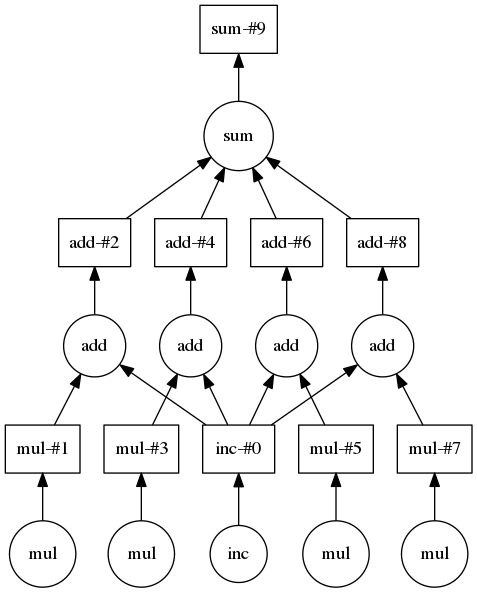 sum-#9
sum
add-#2
add-#4
add-#6
add-#8
add
add
add
add
mul-#1
mul-#3
inc-#0
mul-#5
mul-#7
mul
mul
inc
mul
mul